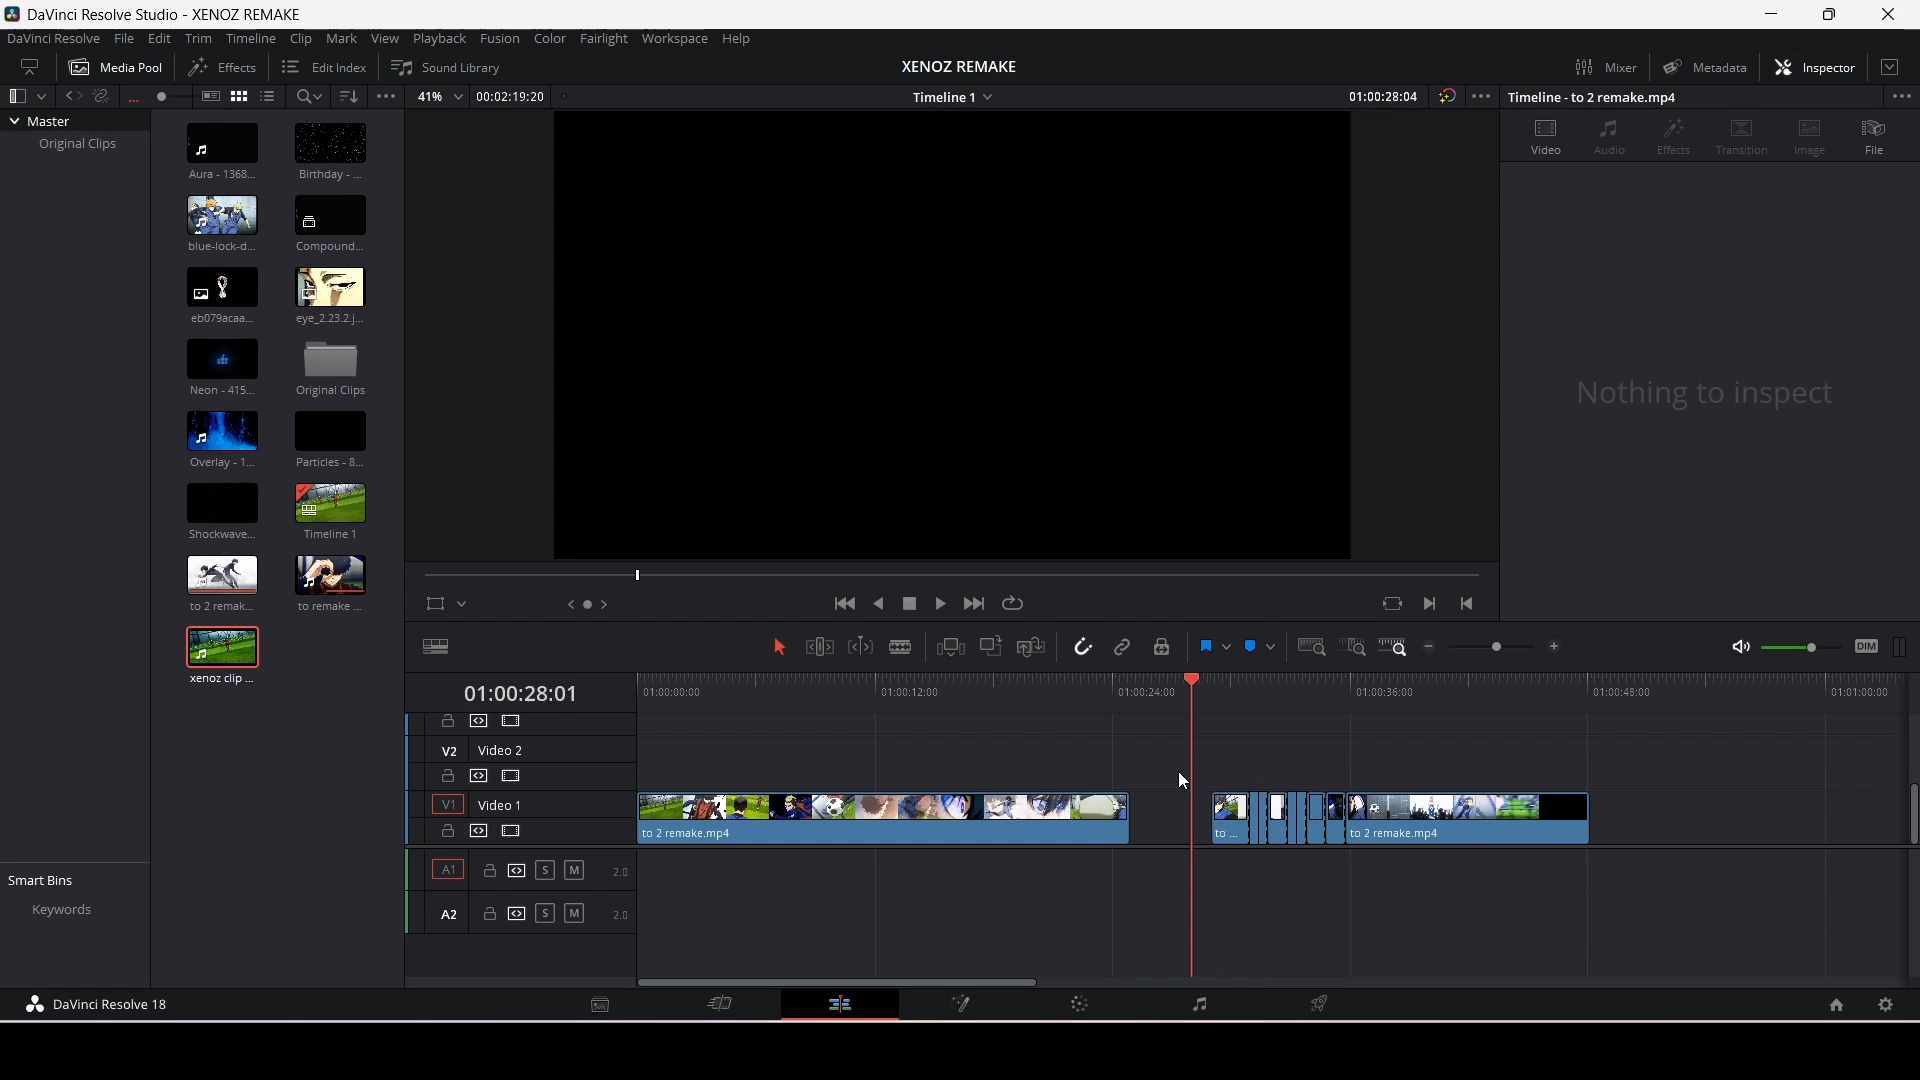 DaVinci Resolve Studio - XENOZ REMAKE
DaVinci Resolve File Edit Trim Timeline Clip Mark View Playback Fusion Color Fairlight Workspace Help
Media Pool Effects Edit Index Sound Library XENOZ REMAKE Mixer Metadata Inspector
41% 00:02:19:20 Timeline 1 01:00:28:04 Timeline - to 2 remake.mp4
Master
Original Clips
Video Audio Effects Transition Image File
Aura - 1368... Birthday - ...
blue-lock-d... Compound...
eb079acaa... eye_2.23.2.j...
Neon - 415... Original Clips
Overlay - 1... Particles - 8...
Shockwave... Timeline 1
to 2 remak... to remake ...
xenoz clip ...
Nothing to inspect
DIM
01:00:28:01 01:00:00:00 01:00:12:00 01:00:24:00 01:00:36:00 01:00:48:00 01:01:00:00
V2 Video 2
V1 Video 1
to 2 remake.mp4 to ... to 2 remake.mp4
A1 S M 2.0
A2 S M 2.0
Smart Bins
Keywords
DaVinci Resolve 18